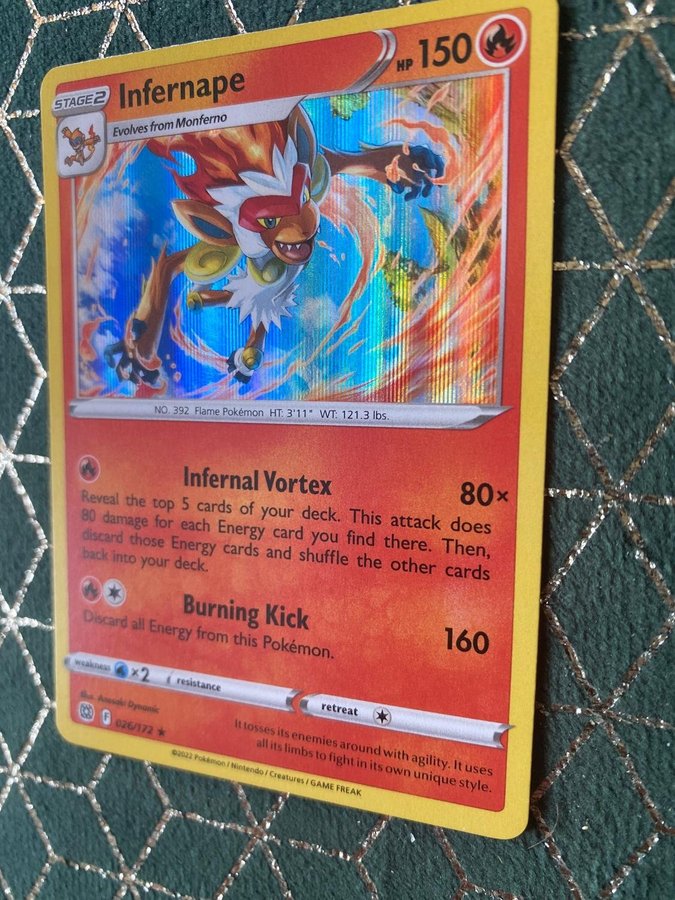 STAGE 2
Infernape
HP 150
Evolves from Monferno
NO. 392 Flame Pokémon HT: 3'11" WT: 121.3 lbs.
Infernal Vortex 80×
Reveal the top 5 cards of your deck. This attack does
80 damage for each Energy card you find there. Then,
discard those Energy cards and shuffle the other cards
back into your deck.
Burning Kick 160
Discard all Energy from this Pokémon.
weakness ×2 resistance
retreat
Illus. Anesaki Dynamic
F 026/172 ★
It tosses its enemies around with agility. It uses
all its limbs to fight in its own unique style.
©2022 Pokémon / Nintendo / Creatures / GAME FREAK